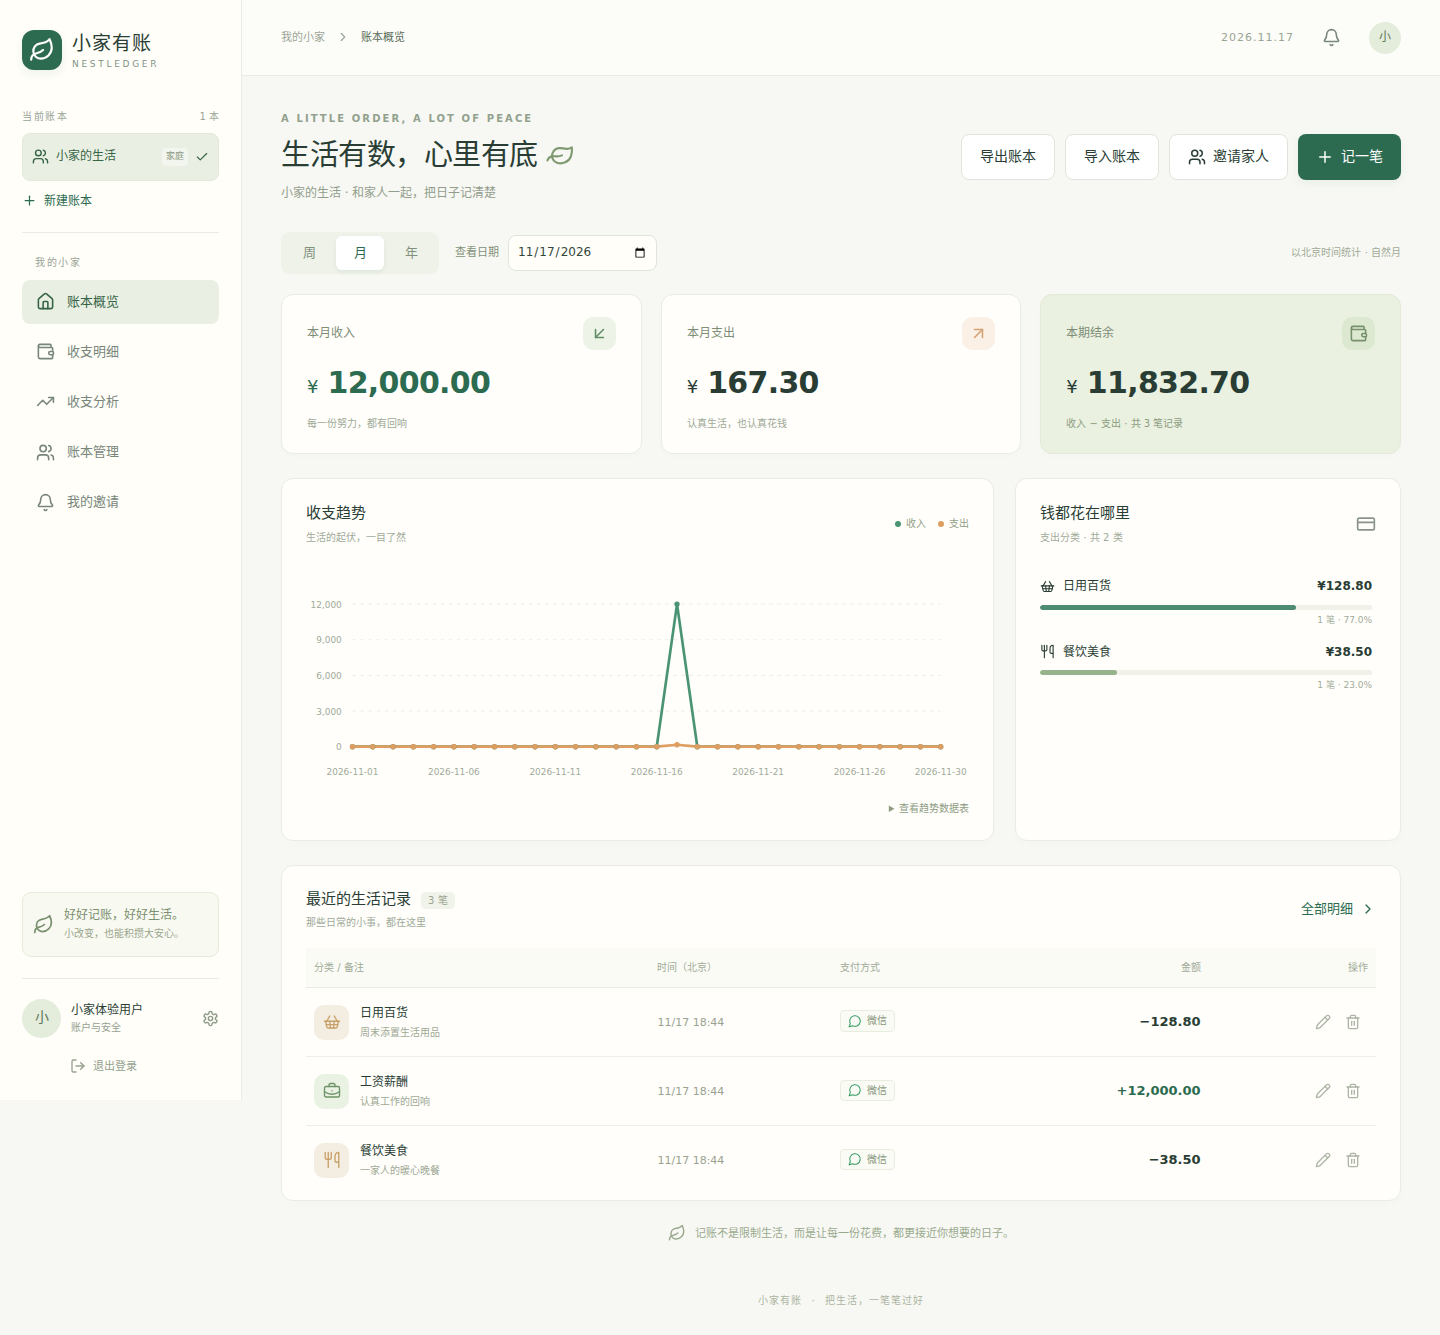 小家有账
NESTLEDGER
当前账本 1 本
小家的生活 家庭
新建账本
我的小家
账本概览
收支明细
收支分析
账本管理
我的邀请
好好记账，好好生活。
小改变，也能积攒大安心。
小 小家体验用户
账户与安全
退出登录
我的小家 账本概览 2026.11.17 小
A LITTLE ORDER, A LOT OF PEACE
生活有数，心里有底
小家的生活 · 和家人一起，把日子记清楚
导出账本 导入账本 邀请家人 记一笔
周 月 年 查看日期 11/17/2026 以北京时间统计 · 自然月
本月收入
¥ 12,000.00
每一份努力，都有回响
本月支出
¥ 167.30
认真生活，也认真花钱
本期结余
¥ 11,832.70
收入 − 支出 · 共 3 笔记录
收支趋势
生活的起伏，一目了然
收入 支出
12,000
9,000
6,000
3,000
0
2026-11-01 2026-11-06 2026-11-11 2026-11-16 2026-11-21 2026-11-26 2026-11-30
查看趋势数据表
钱都花在哪里
支出分类 · 共 2 类
日用百货 ¥128.80
1 笔 · 77.0%
餐饮美食 ¥38.50
1 笔 · 23.0%
最近的生活记录 3 笔
那些日常的小事，都在这里
全部明细
分类 / 备注 时间（北京） 支付方式 金额 操作
日用百货
周末添置生活用品
11/17 18:44 微信 −128.80
工资薪酬
认真工作的回响
11/17 18:44 微信 +12,000.00
餐饮美食
一家人的暖心晚餐
11/17 18:44 微信 −38.50
记账不是限制生活，而是让每一份花费，都更接近你想要的日子。
小家有账 · 把生活，一笔笔过好